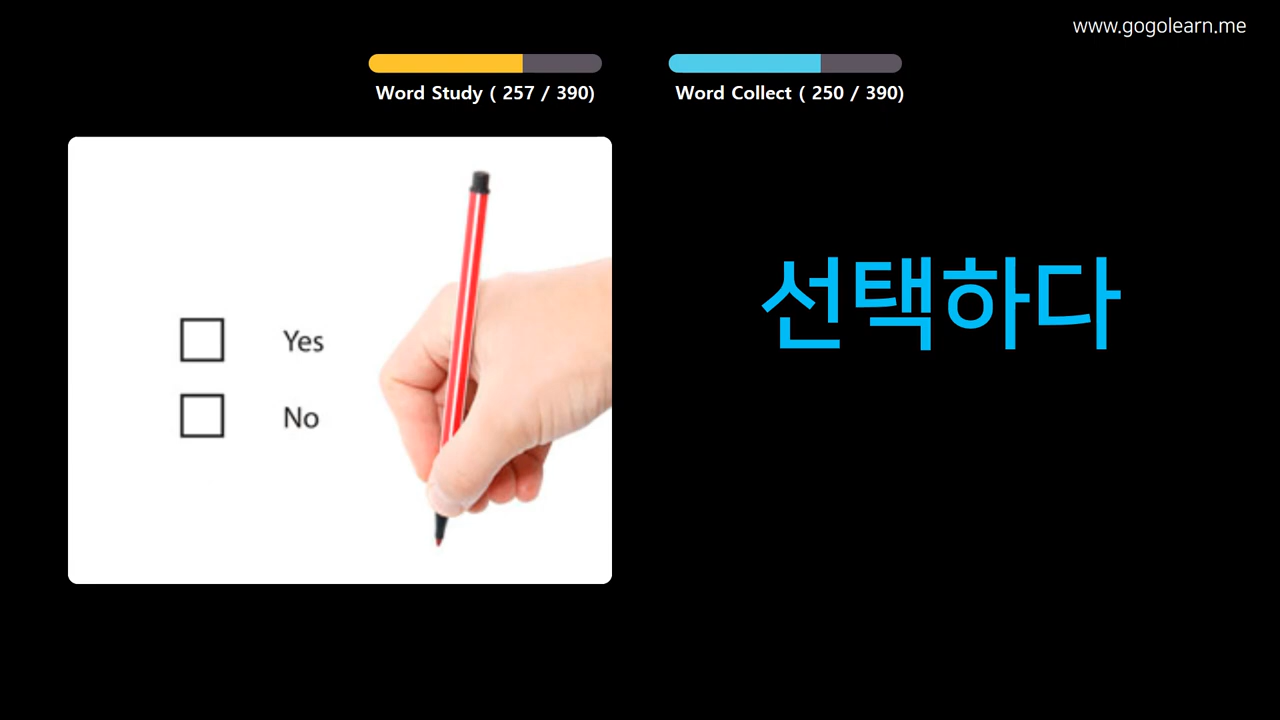 www.gogolearn.me
Word Study ( 257 / 390)
Word Collect ( 250 / 390)
Yes
No
선택하다